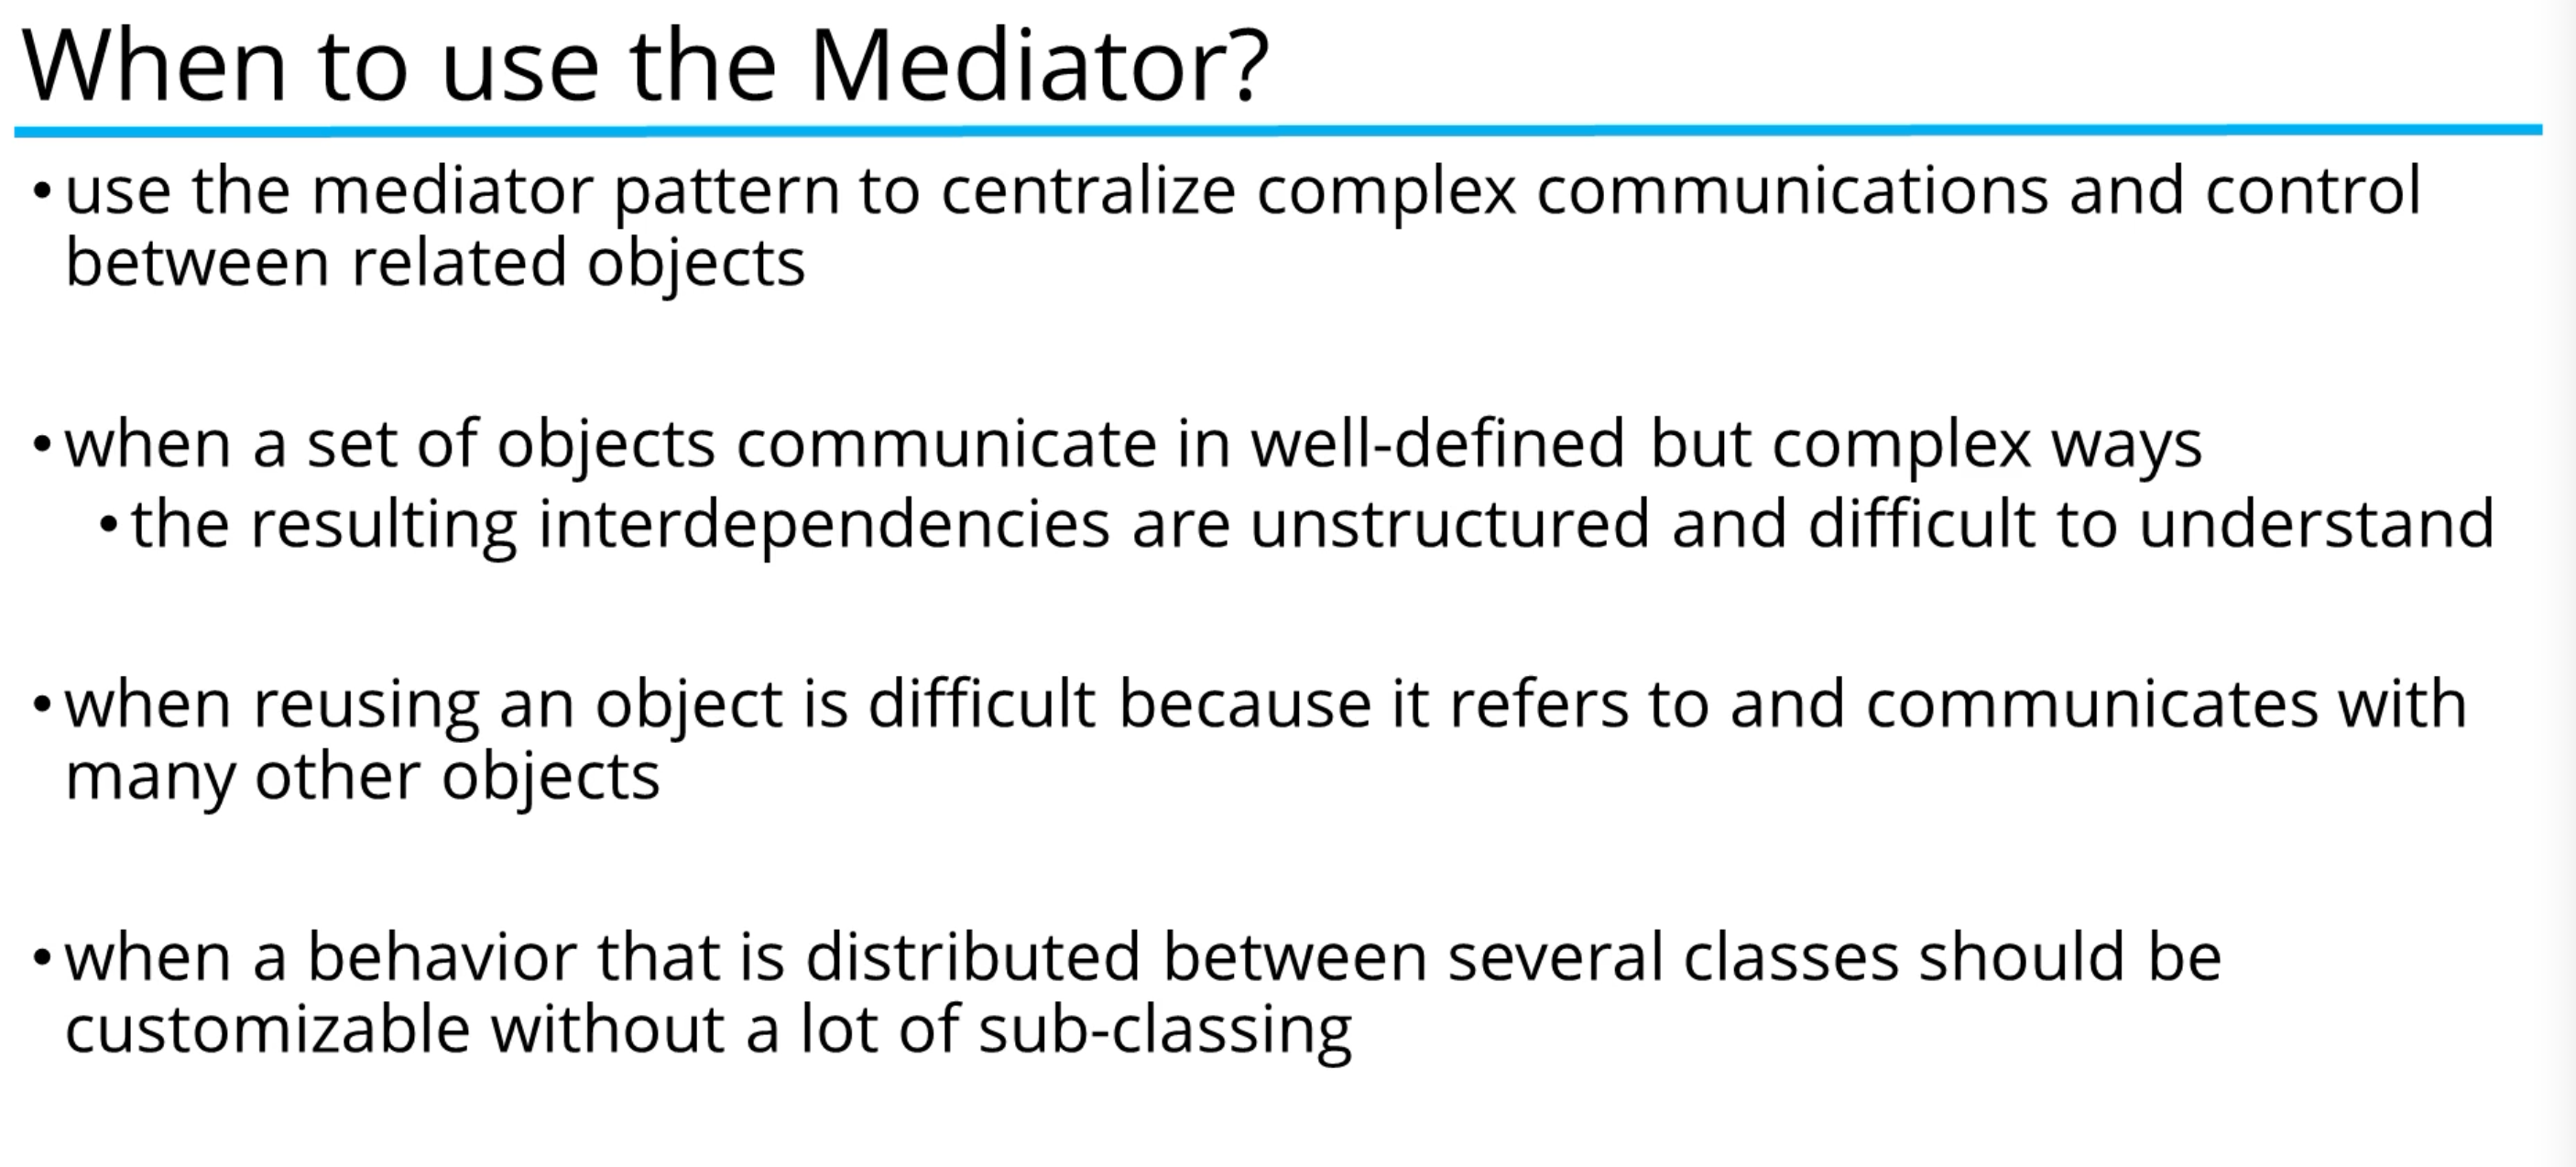 When to use the Mediator?
• use the mediator pattern to centralize complex communications and control
between related objects
• when a set of objects communicate in well-defined but complex ways
• the resulting interdependencies are unstructured and difficult to understand
• when reusing an object is difficult because it refers to and communicates with
many other objects
• when a behavior that is distributed between several classes should be
customizable without a lot of sub-classing